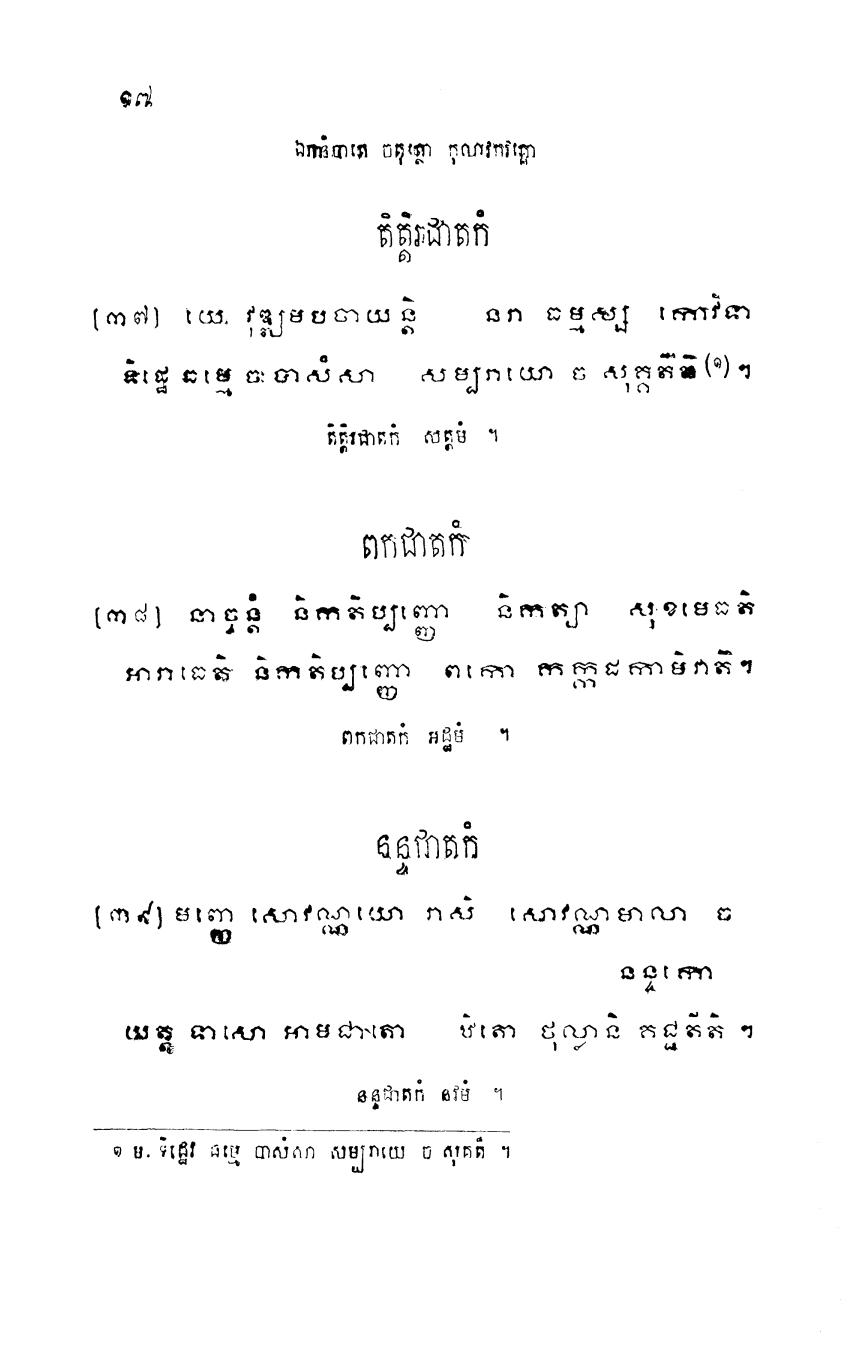 ១៧
ឯកនិបាតេ ចតុត្ថោ កុលាវកវគ្គោ
តិត្តិរជាតកំ
[៣៧] យេ វុឌ្ឍមបចាយន្តិ នរា ធម្មស្ស កោវិទា
ទិដ្ឋេ ធម្មេ ច បាសំសា សម្បរាយោ ច សុគ្គតីតិ (១) ។
តិត្តិរជាតកំ សត្តមំ ។
ពកជាតកំ
[៣៨] នាច្ចន្តំ និកតិប្បញ្ញោ និកត្យា សុខមេធតិ
អារាធេតិ និកតិប្បញ្ញោ ពកោ កក្កដកាមិវាតិ។
ពកជាតកំ អដ្ឋមំ ។
នន្ទជាតកំ
[៣៩] មញ្ញេ សោវណ្ណយោ រាសិ សោវណ្ណមាលា ច
នន្ទកោ
យត្ថ ទាសោ អាមជាតោ ឋិតោ ថុល្លានិ គជ្ជតីតិ ។
នន្ទជាតកំ នវមំ ។
១ ម. ទិដ្ឋេវ ធម្មេ បាសំសា សម្បរាយេ ច សុគតី ។